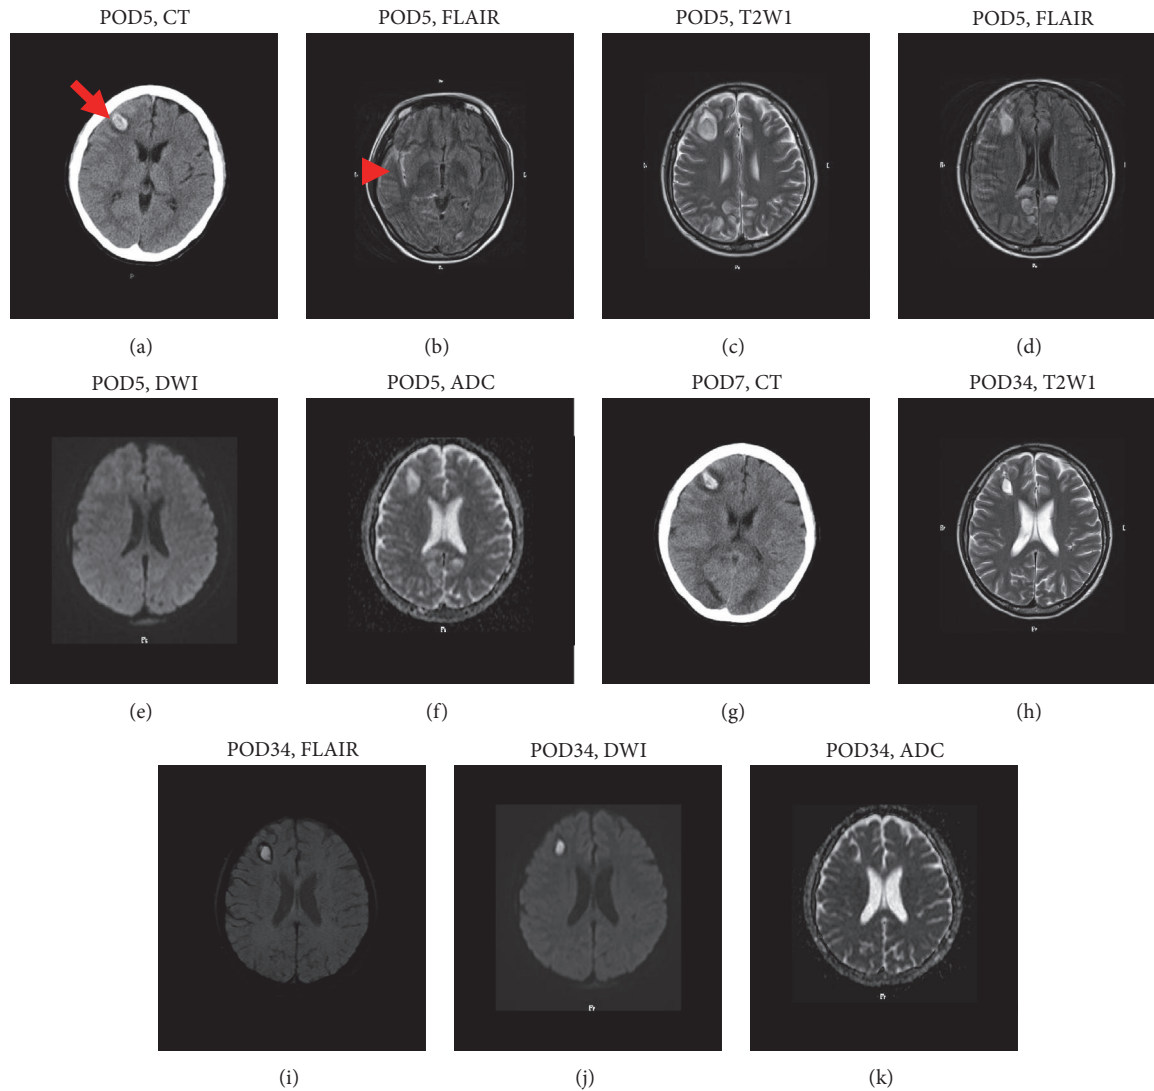 POD5, CT
POD5, FLAIR
POD5, T2W1
POD5, FLAIR
(a)
(b)
(c)
(d)
POD5, DWI
POD5, ADC
POD7, CT
POD34, T2W1
(e)
(f)
(g)
(h)
POD34, FLAIR
POD34, DWI
POD34, ADC
(i)
(j)
(k)